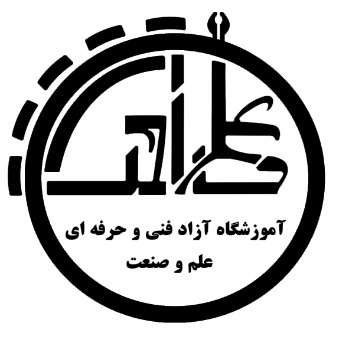 آموزشگاه آزاد فنی و حرفه ای
علم و صنعت